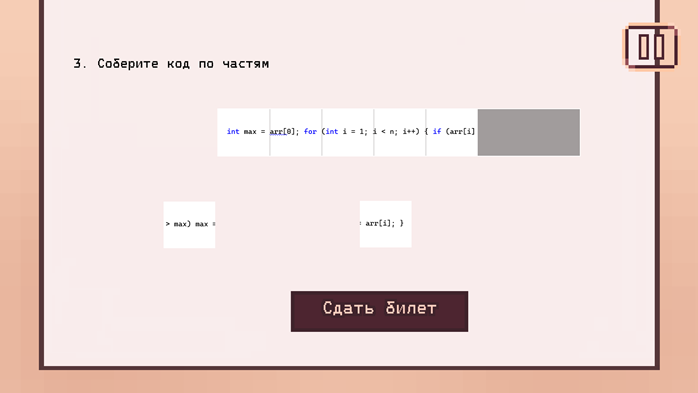 3. Соберите код по частям
int max = arr[0]; for (int i = 1; i < n; i++) { if (arr[i]
> max) max =
= arr[i]; }
Сдать билет